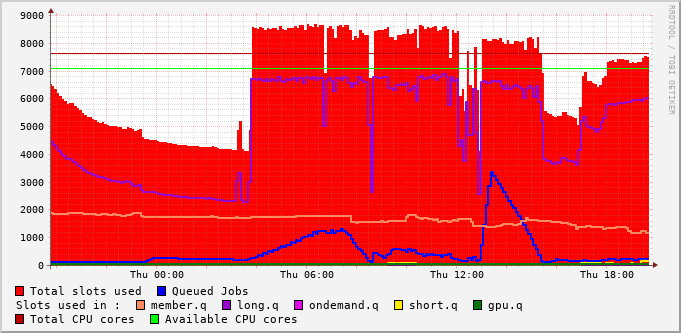 9000
8000
7000
6000
5000
4000
3000
2000
1000
0
Thu 00:00 Thu 06:00 Thu 12:00 Thu 18:00
Total slots used Queued Jobs
Slots used in : member.q long.q ondemand.q short.q gpu.q
Total CPU cores Available CPU cores
RRDTOOL / TOBI OETIKER